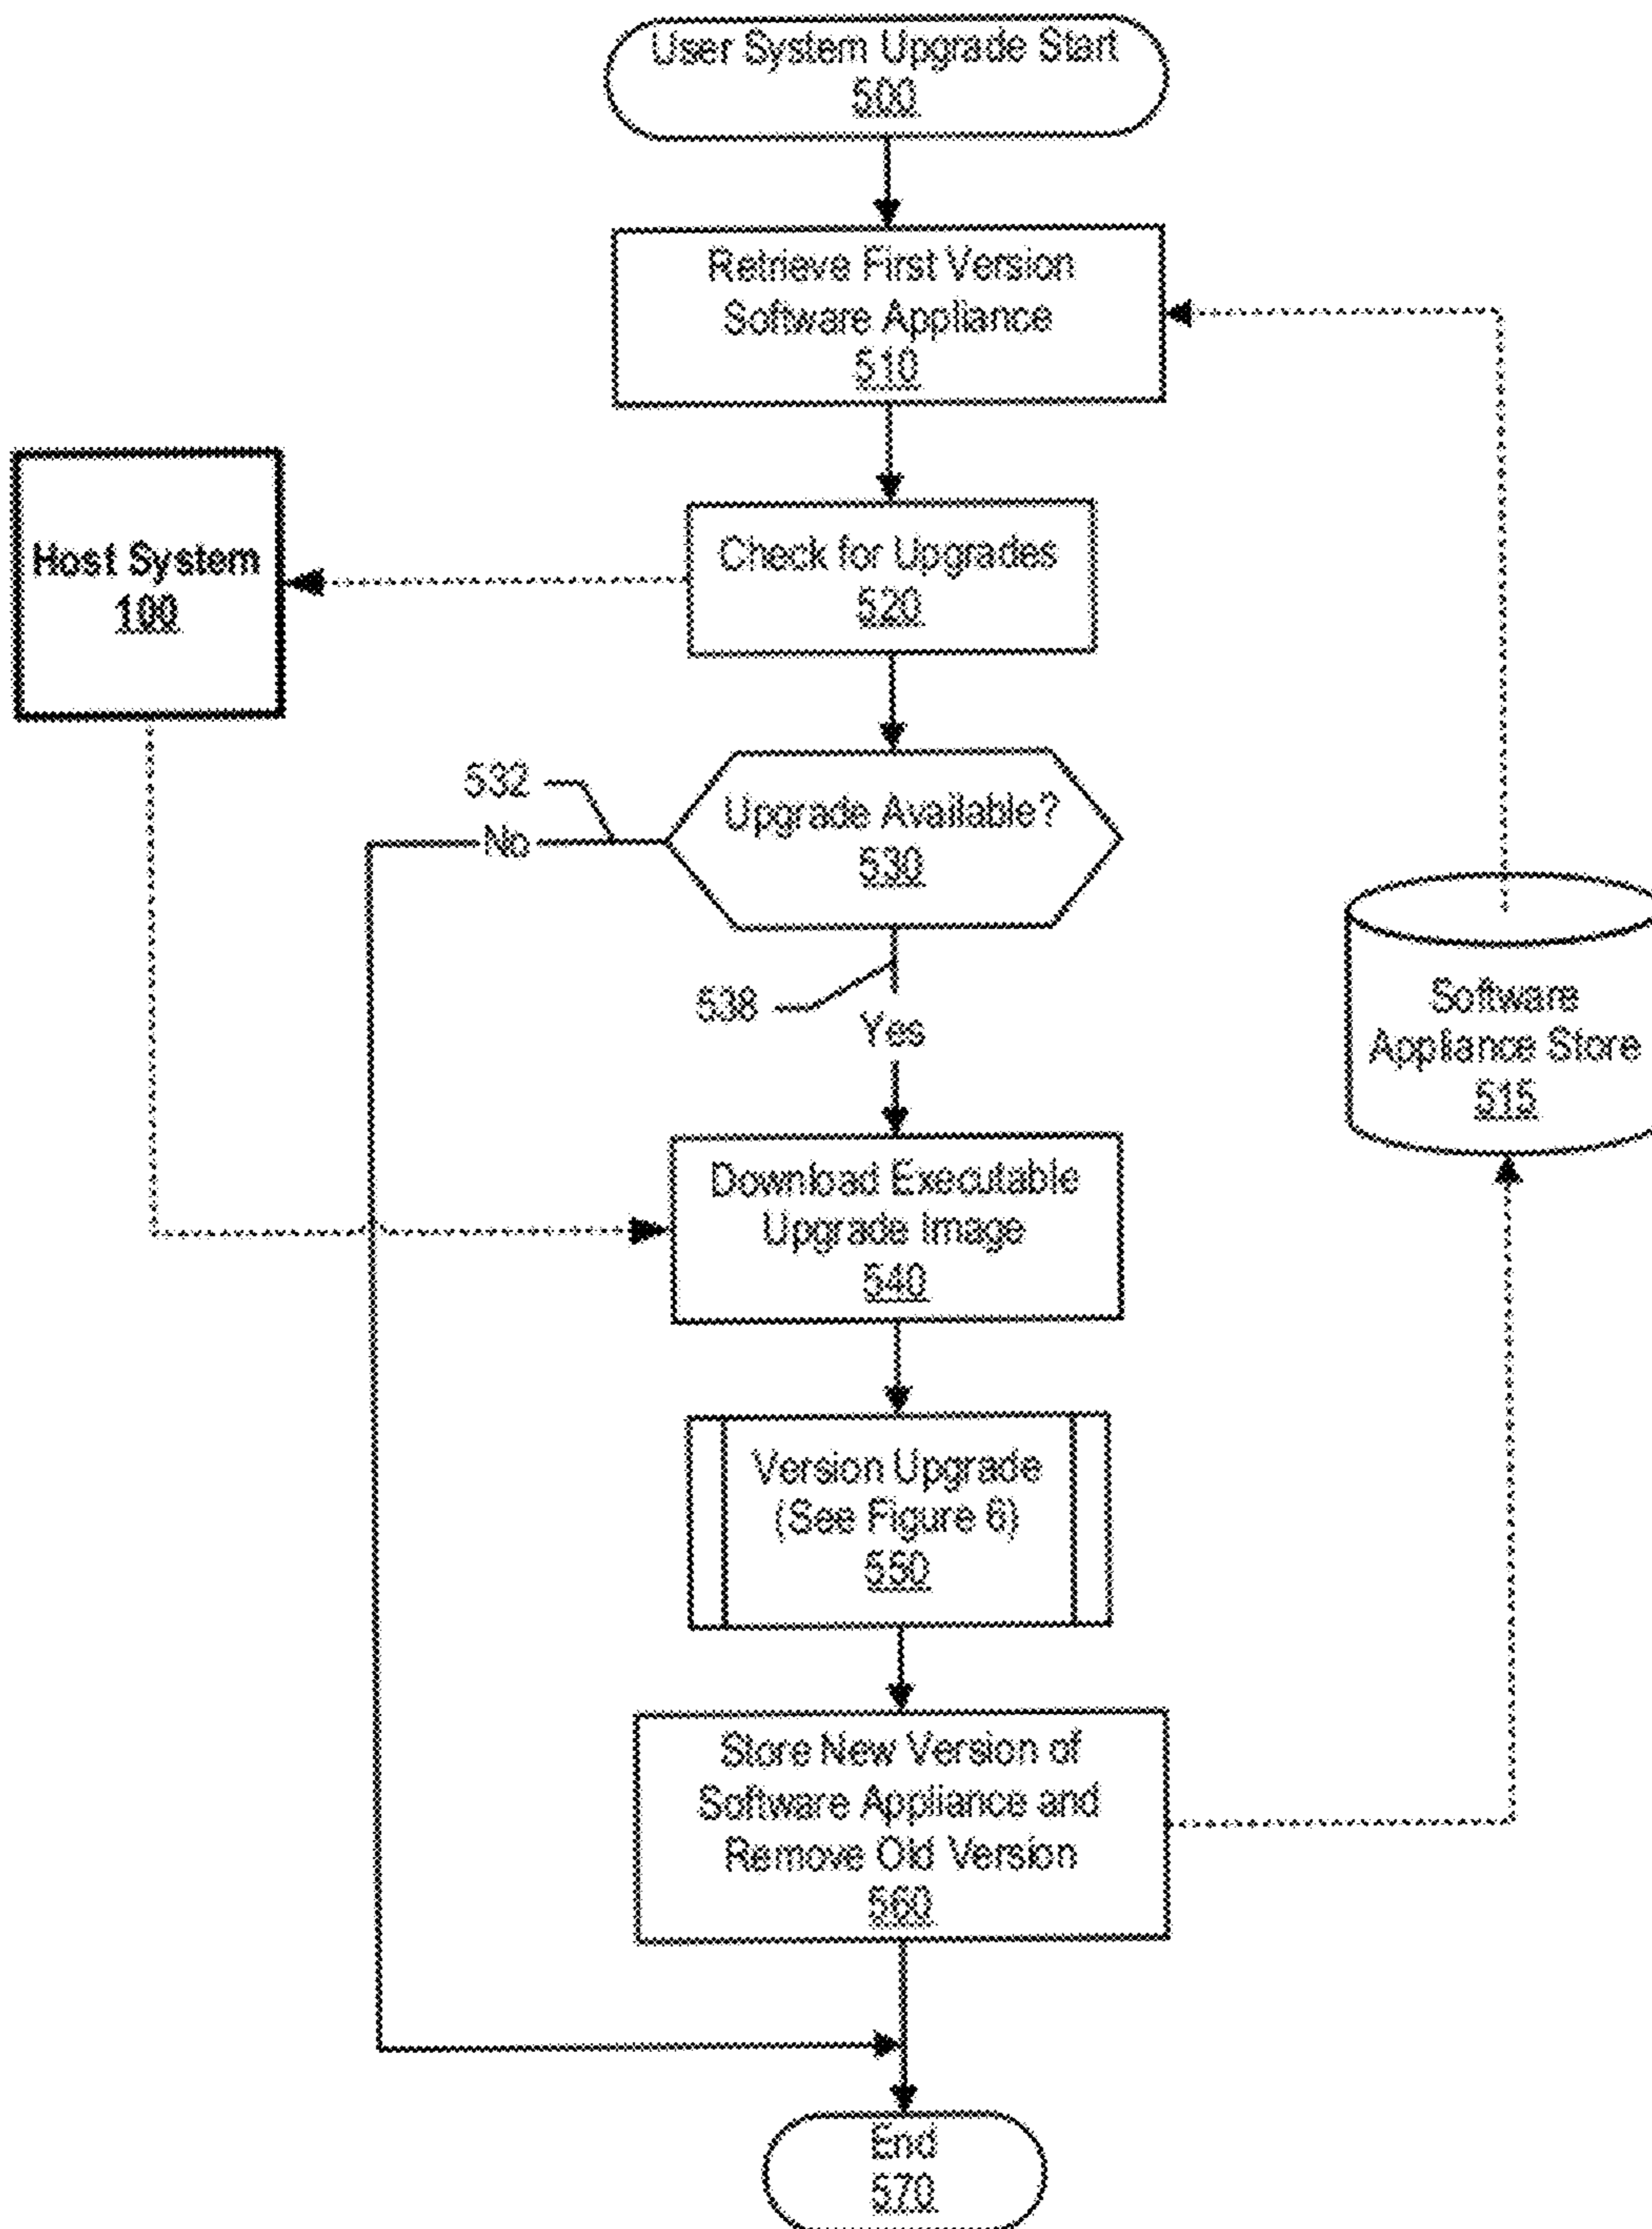 User System Upgrade Start
500
Retrieve First Version
Software Appliance
510
Host System
100
Check for Upgrades
520
532
No
Upgrade Available?
530
538
Yes
Software
Appliance Store
515
Download Executable
Upgrade Image
540
Version Upgrade
(See Figure 6)
550
Store New Version of
Software Appliance and
Remove Old Version
560
End
570